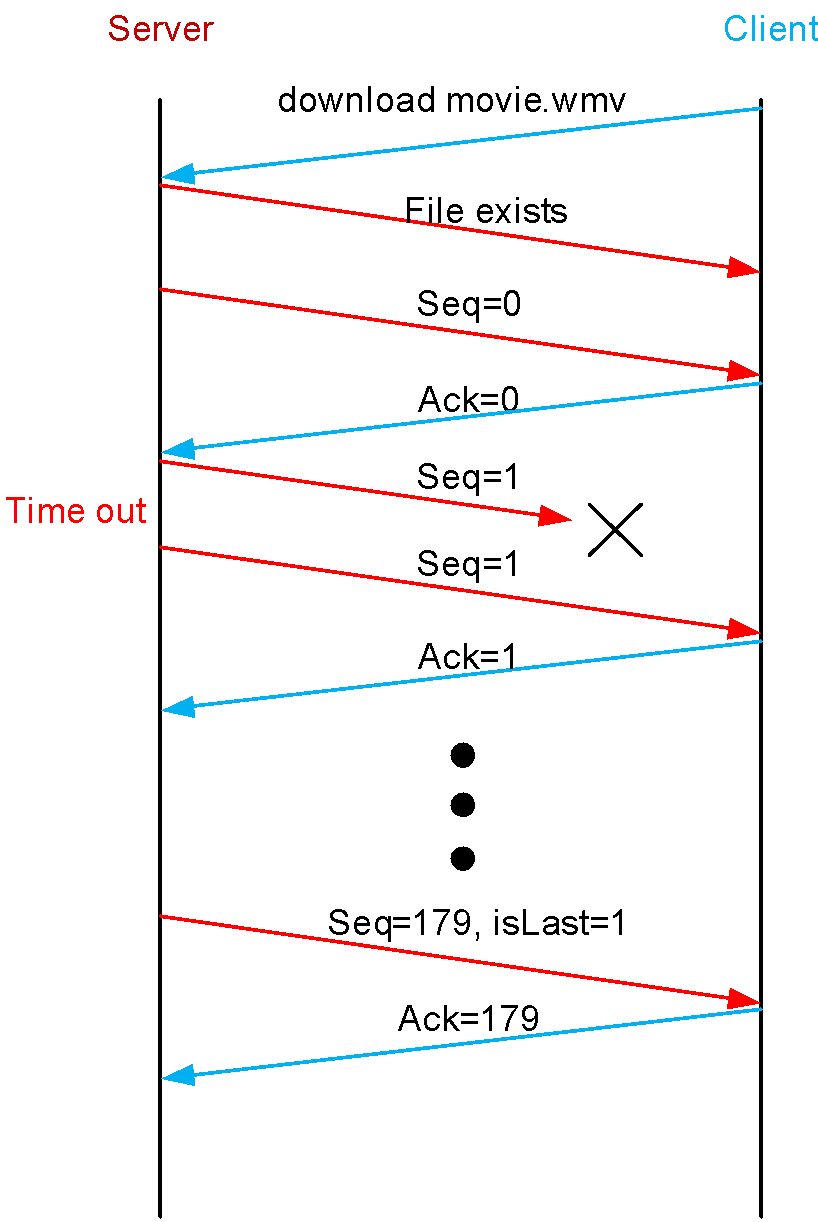 Server
Client
download movie.wmv
File exists
Seq=0
Ack=0
Seq=1
Time out
Seq=1
Ack=1
Seq=179, isLast=1
Ack=179